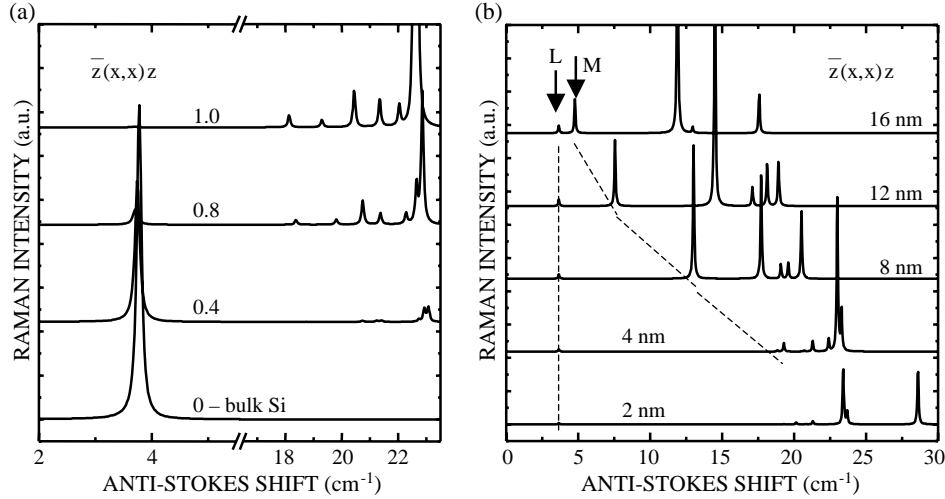 (a)
z̅(x,x)z
1.0
0.8
0.4
0 – bulk Si
RAMAN INTENSITY (a.u.)
2 4 18 20 22
ANTI-STOKES SHIFT (cm⁻¹)
(b)
L
M
z̅(x,x)z
16 nm
12 nm
8 nm
4 nm
2 nm
RAMAN INTENSITY (a.u.)
0 5 10 15 20 25 30
ANTI-STOKES SHIFT (cm⁻¹)